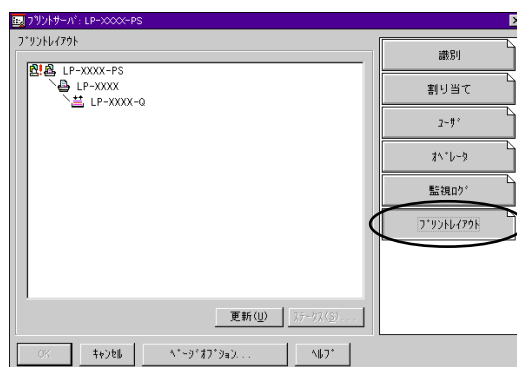 ﾌﾟﾘﾝﾄｻｰﾊﾞ: LP-XXXX-PS
ﾌﾟﾘﾝﾄﾚｲｱｳﾄ
LP-XXXX-PS
LP-XXXX
LP-XXXX-Q
更新(U)
ｽﾃｰﾀｽ(S)...
識別
割り当て
ﾕｰｻﾞ
ｵﾍﾟﾚｰﾀ
監視ﾛｸﾞ
ﾌﾟﾘﾝﾄﾚｲｱｳﾄ
OK
ｷｬﾝｾﾙ
ﾍﾟｰｼﾞｵﾌﾟｼｮﾝ...
ﾍﾙﾌﾟ